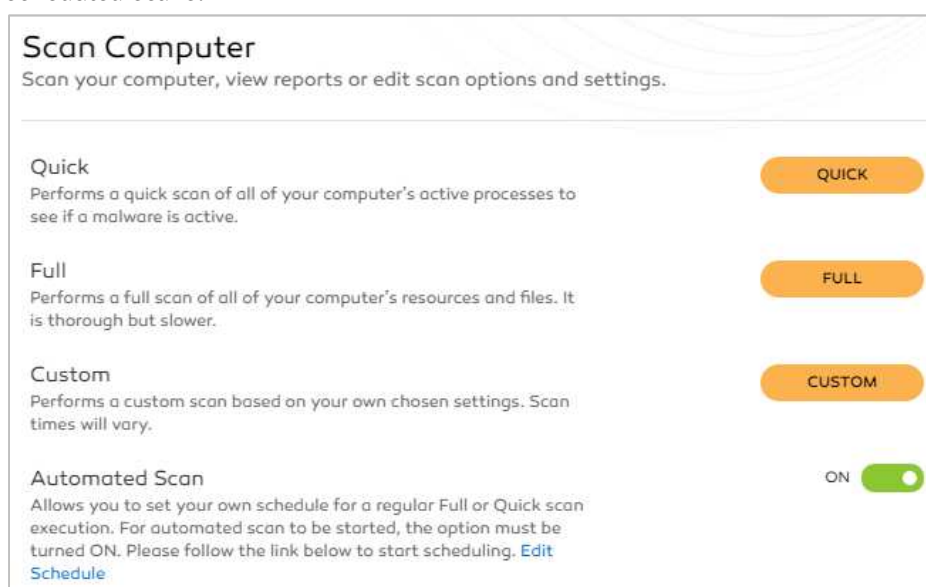 Scan Computer
Scan your computer, view reports or edit scan options and settings.
Quick
QUICK
Performs a quick scan of all of your computer's active processes to
see if a malware is active.
Full
FULL
Performs a full scan of all of your computer's resources and files. It
is thorough but slower.
Custom
CUSTOM
Performs a custom scan based on your own chosen settings. Scan
times will vary.
Automated Scan
ON
Allows you to set your own schedule for a regular Full or Quick scan
execution. For automated scan to be started, the option must be
turned ON. Please follow the link below to start scheduling. Edit
Schedule